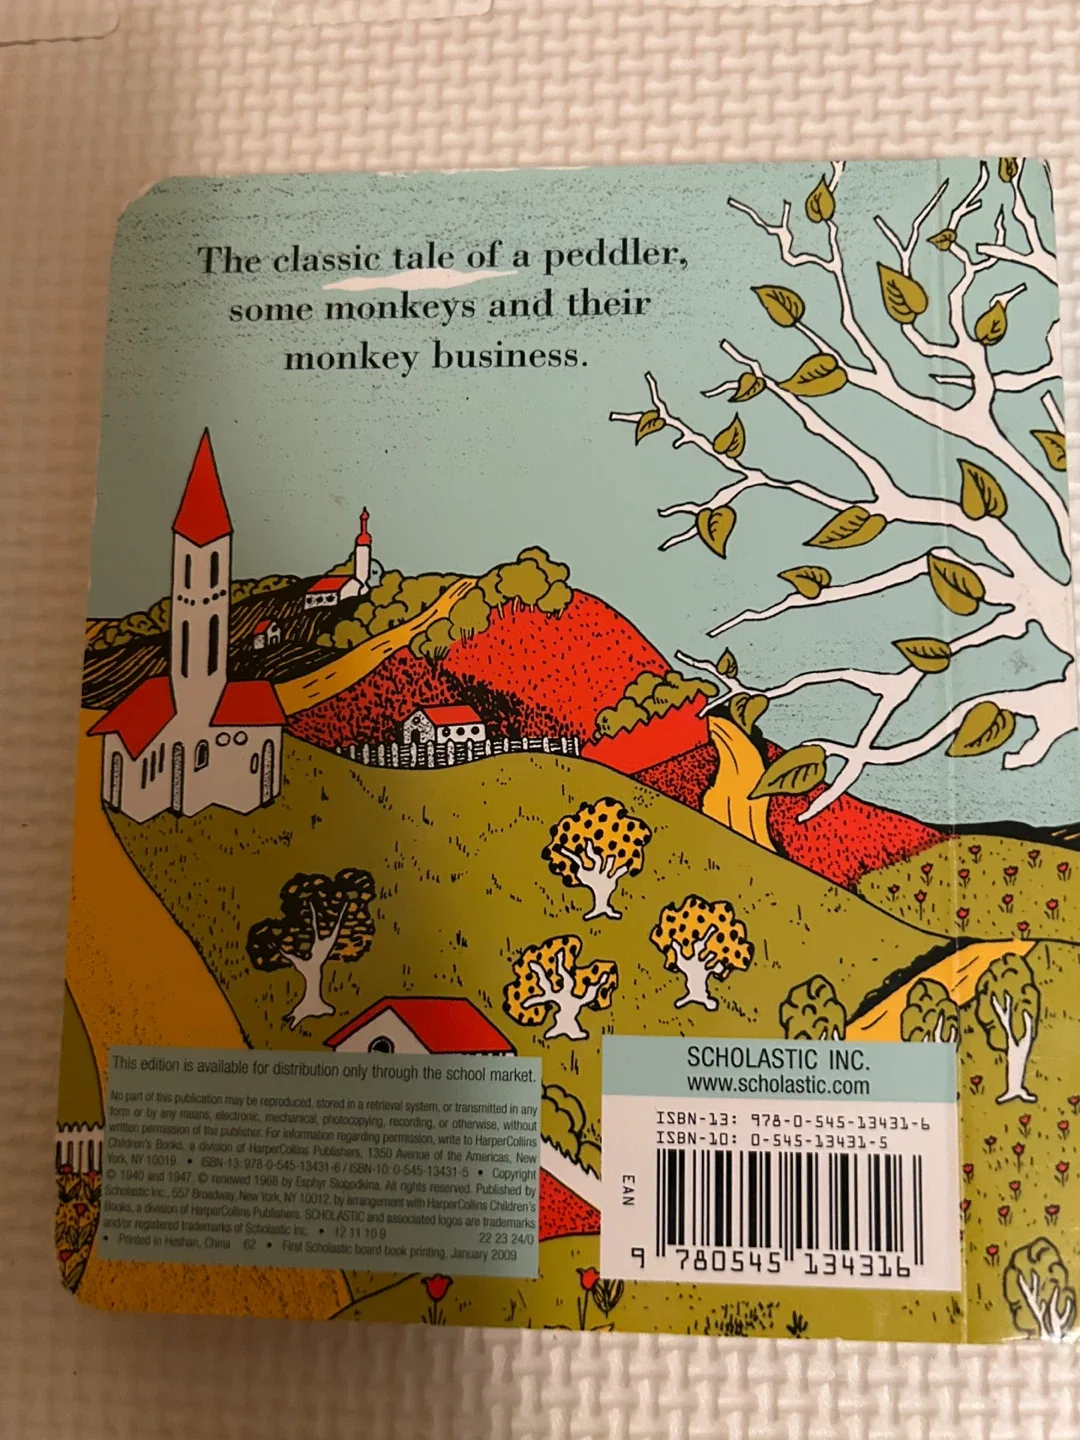 The classic tale of a peddler,
some monkeys and their
monkey business.
This edition is available for distribution only through the school market.
No part of this publication may be reproduced, stored in a retrieval system, or transmitted in any
form or by any means, electronic, mechanical, photocopying, recording, or otherwise, without
written permission of the publisher. For information regarding permission, write to HarperCollins
Children's Books, a division of HarperCollins Publishers, 1350 Avenue of the Americas, New
York, NY 10019 • ISBN-13: 978-0-545-13431-6 / ISBN-10: 0-545-13431-5 • Copyright
© 1940 and 1947, © renewed 1968 by Esphyr Slobodkina. All rights reserved. Published by
Scholastic Inc., 557 Broadway, New York, NY 10012, by arrangement with HarperCollins Children's
Books, a division of HarperCollins Publishers. SCHOLASTIC and associated logos are trademarks
and/or registered trademarks of Scholastic Inc. • 12 11 10 9 22 23 24/0
• Printed in Heshan, China 62 • First Scholastic board book printing, January 2009
SCHOLASTIC INC.
www.scholastic.com
ISBN-13: 978-0-545-13431-6
ISBN-10: 0-545-13431-5
EAN
9 780545 134316